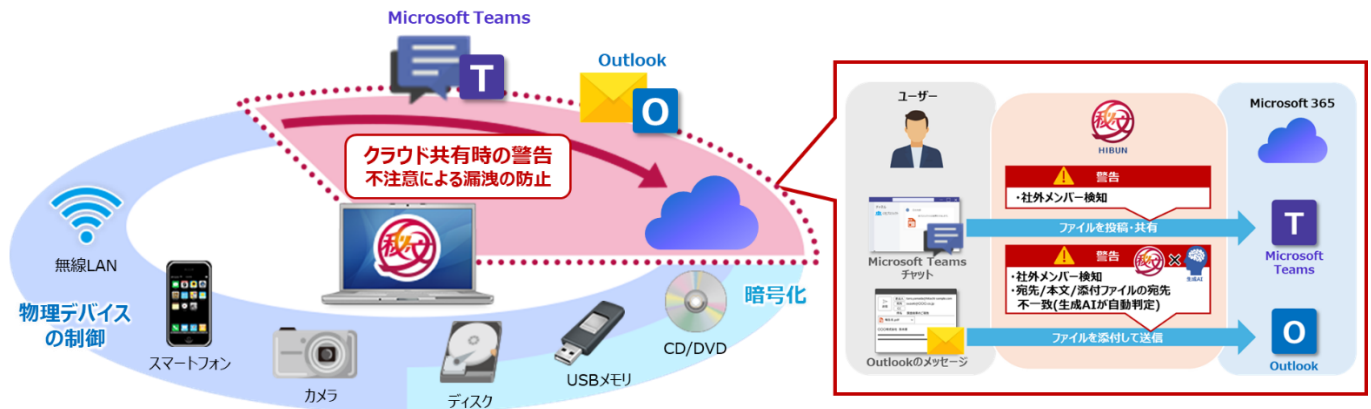 Microsoft Teams
T
Outlook
O
クラウド共有時の警告
不注意による漏洩の防止
秘文
無線LAN
物理デバイス
の制御
スマートフォン
カメラ
ディスク
USBメモリ
CD/DVD
暗号化
ユーザー
秘文
HIBUN
Microsoft 365
警告
・社外メンバー検知
ファイルを投稿・共有
Microsoft Teams
チャット
T
Microsoft
Teams
警告
秘文
×
生成AI
・社外メンバー検知
・宛先/本文/添付ファイルの宛先
不一致(生成AIが自動判定)
ファイルを添付して送信
Outlookのメッセージ
O
Outlook